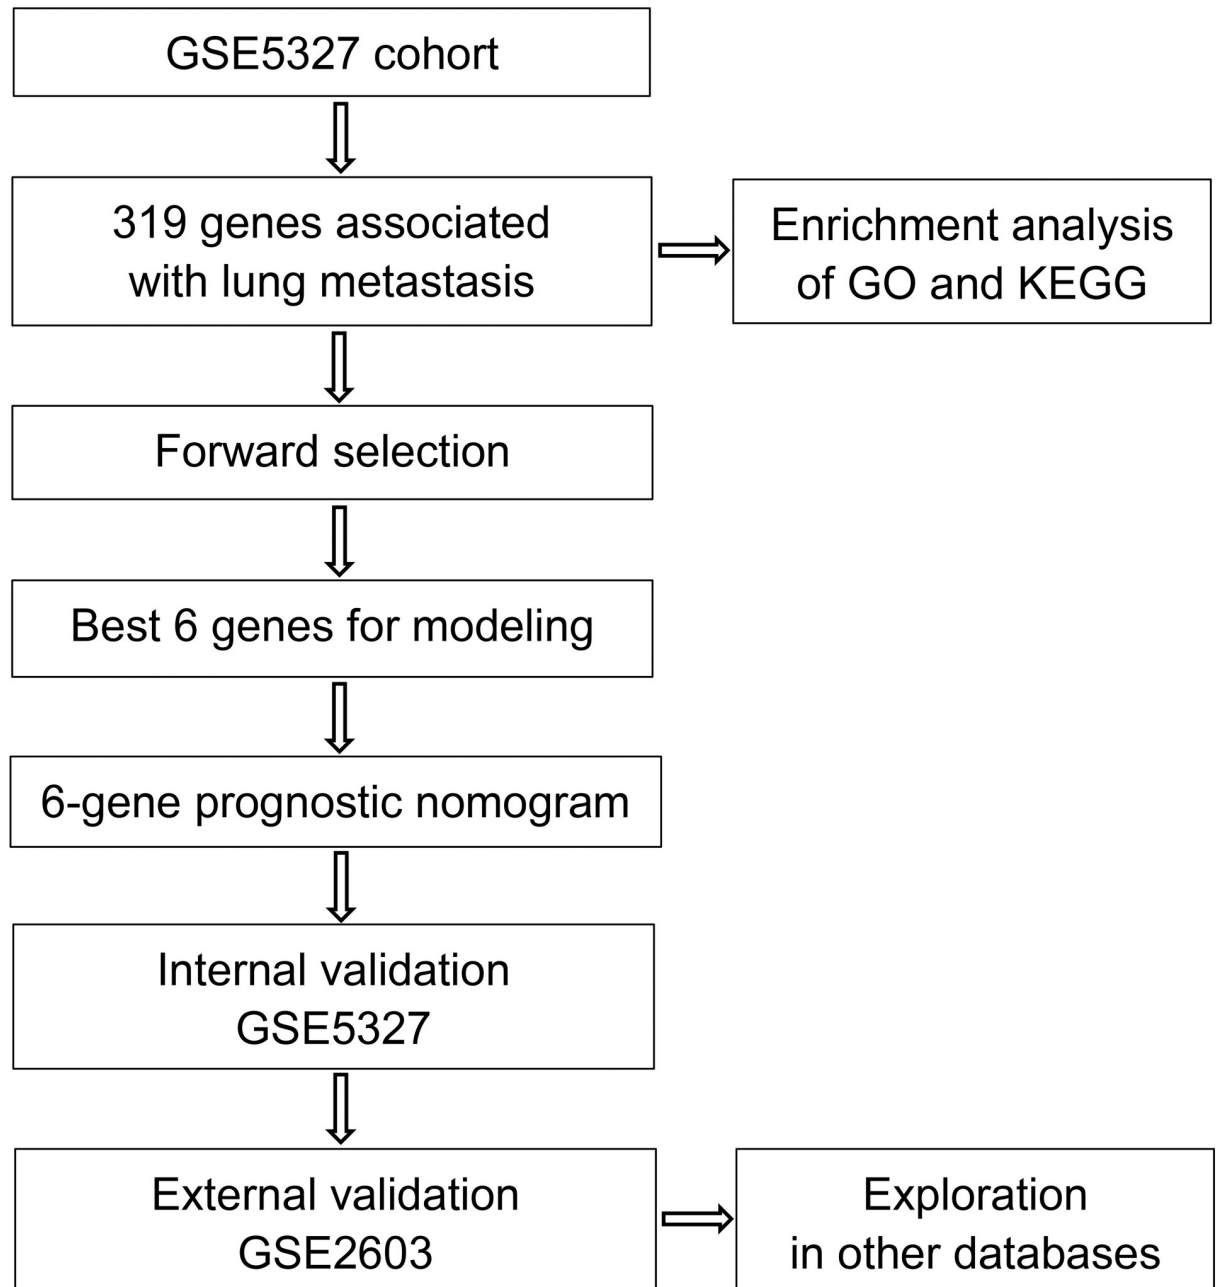 GSE5327 cohort
319 genes associated
with lung metastasis
Enrichment analysis
of GO and KEGG
Forward selection
Best 6 genes for modeling
6-gene prognostic nomogram
Internal validation
GSE5327
External validation
GSE2603
Exploration
in other databases